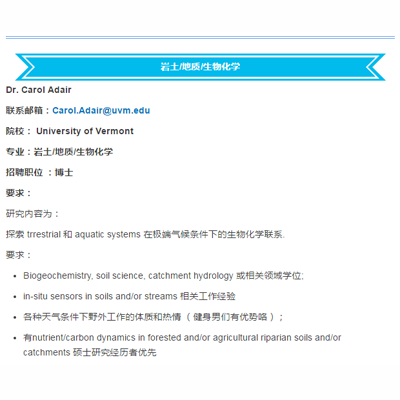 岩土/地质/生物化学
Dr. Carol Adair
联系邮箱：Carol.Adair@uvm.edu
院校： University of Vermont
专业：岩土/地质/生物化学
招聘职位 ：博士
要求：
研究内容为：
探索 trrestrial 和 aquatic systems 在极端气候条件下的生物化学联系.
要求：
• Biogeochemistry, soil science, catchment hydrology 或相关领域学位;
• in-situ sensors in soils and/or streams 相关工作经验
• 各种天气条件下野外工作的体质和热情（ 健身男们有优势咯 ）；
• 有nutrient/carbon dynamics in forested and/or agricultural riparian soils and/or
catchments 硕士研究经历者优先